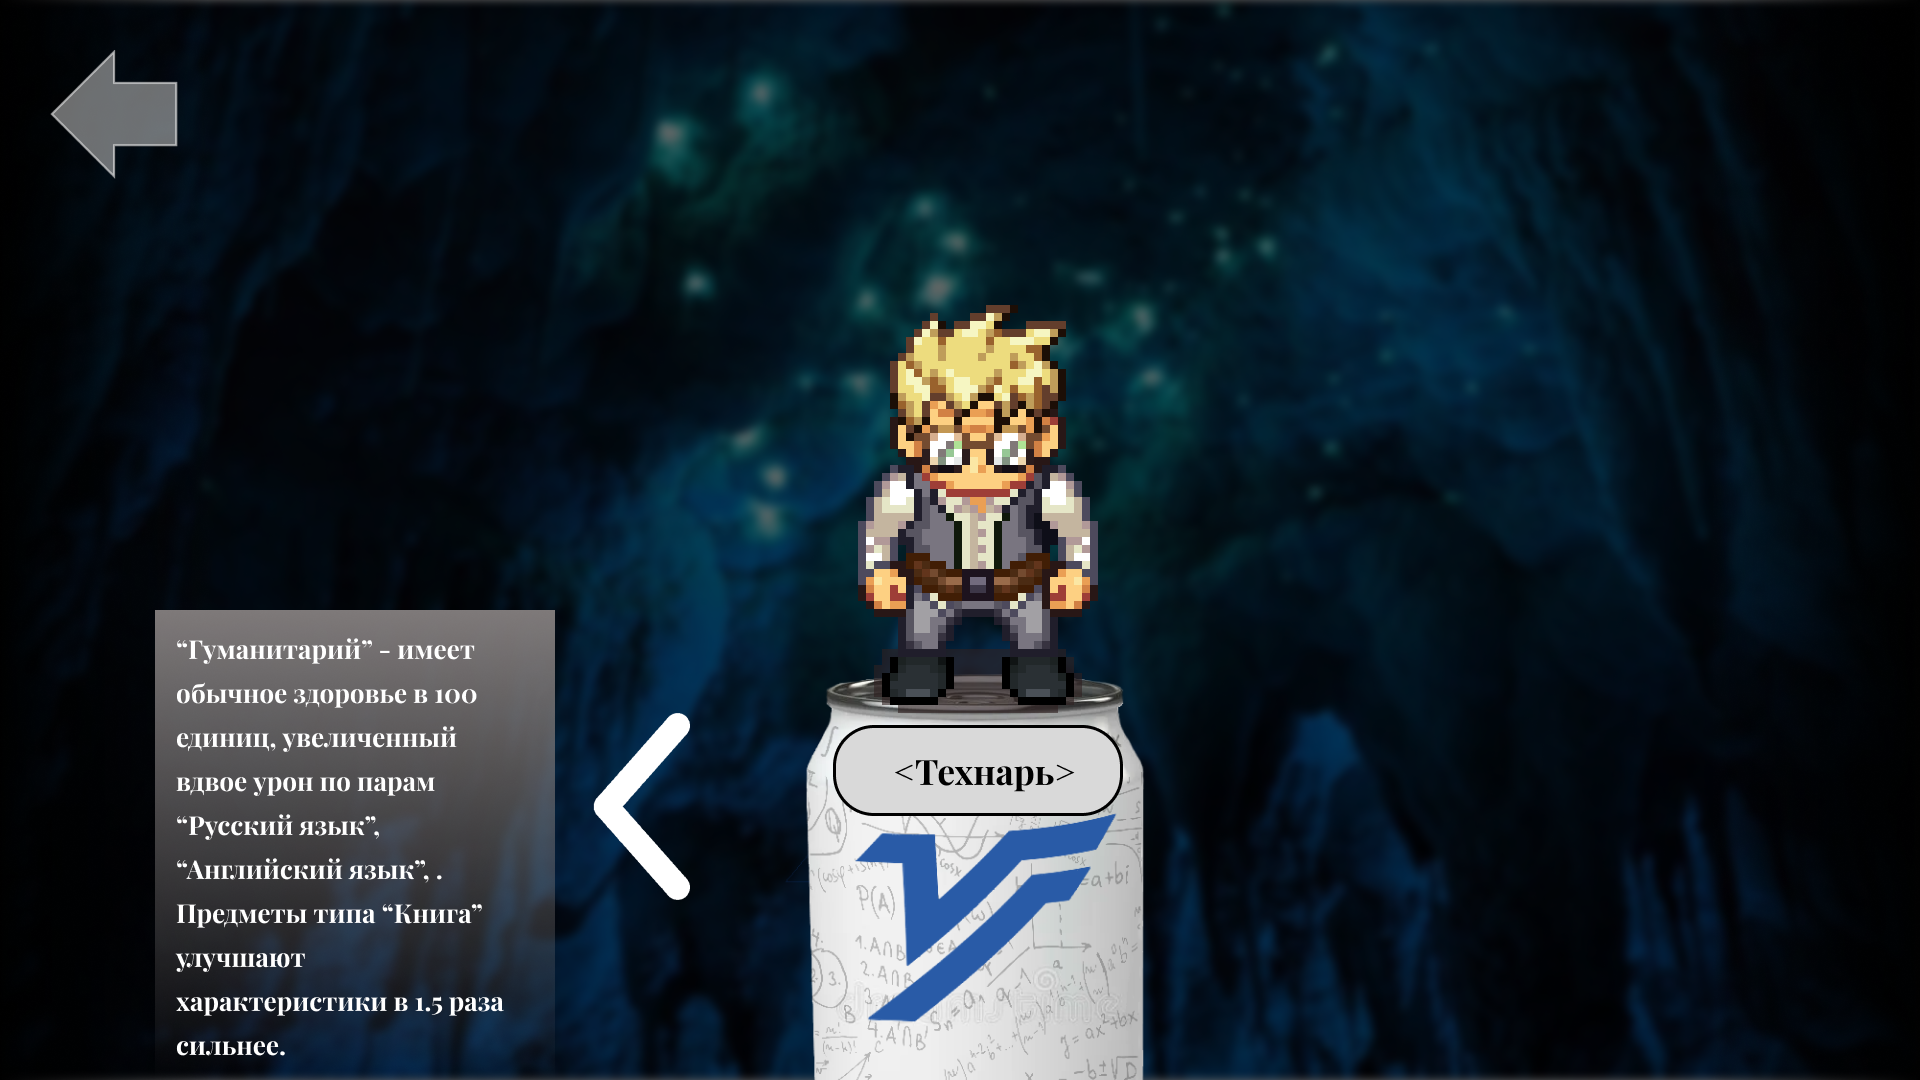 “Гуманитарий” - имеет
обычное здоровье в 100
единиц, увеличенный
вдвое урон по парам
“Русский язык”,
“Английский язык”, .
Предметы типа “Книга”
улучшают
характеристики в 1.5 раза
сильнее.
<Технарь>
P(A)
=a+bi